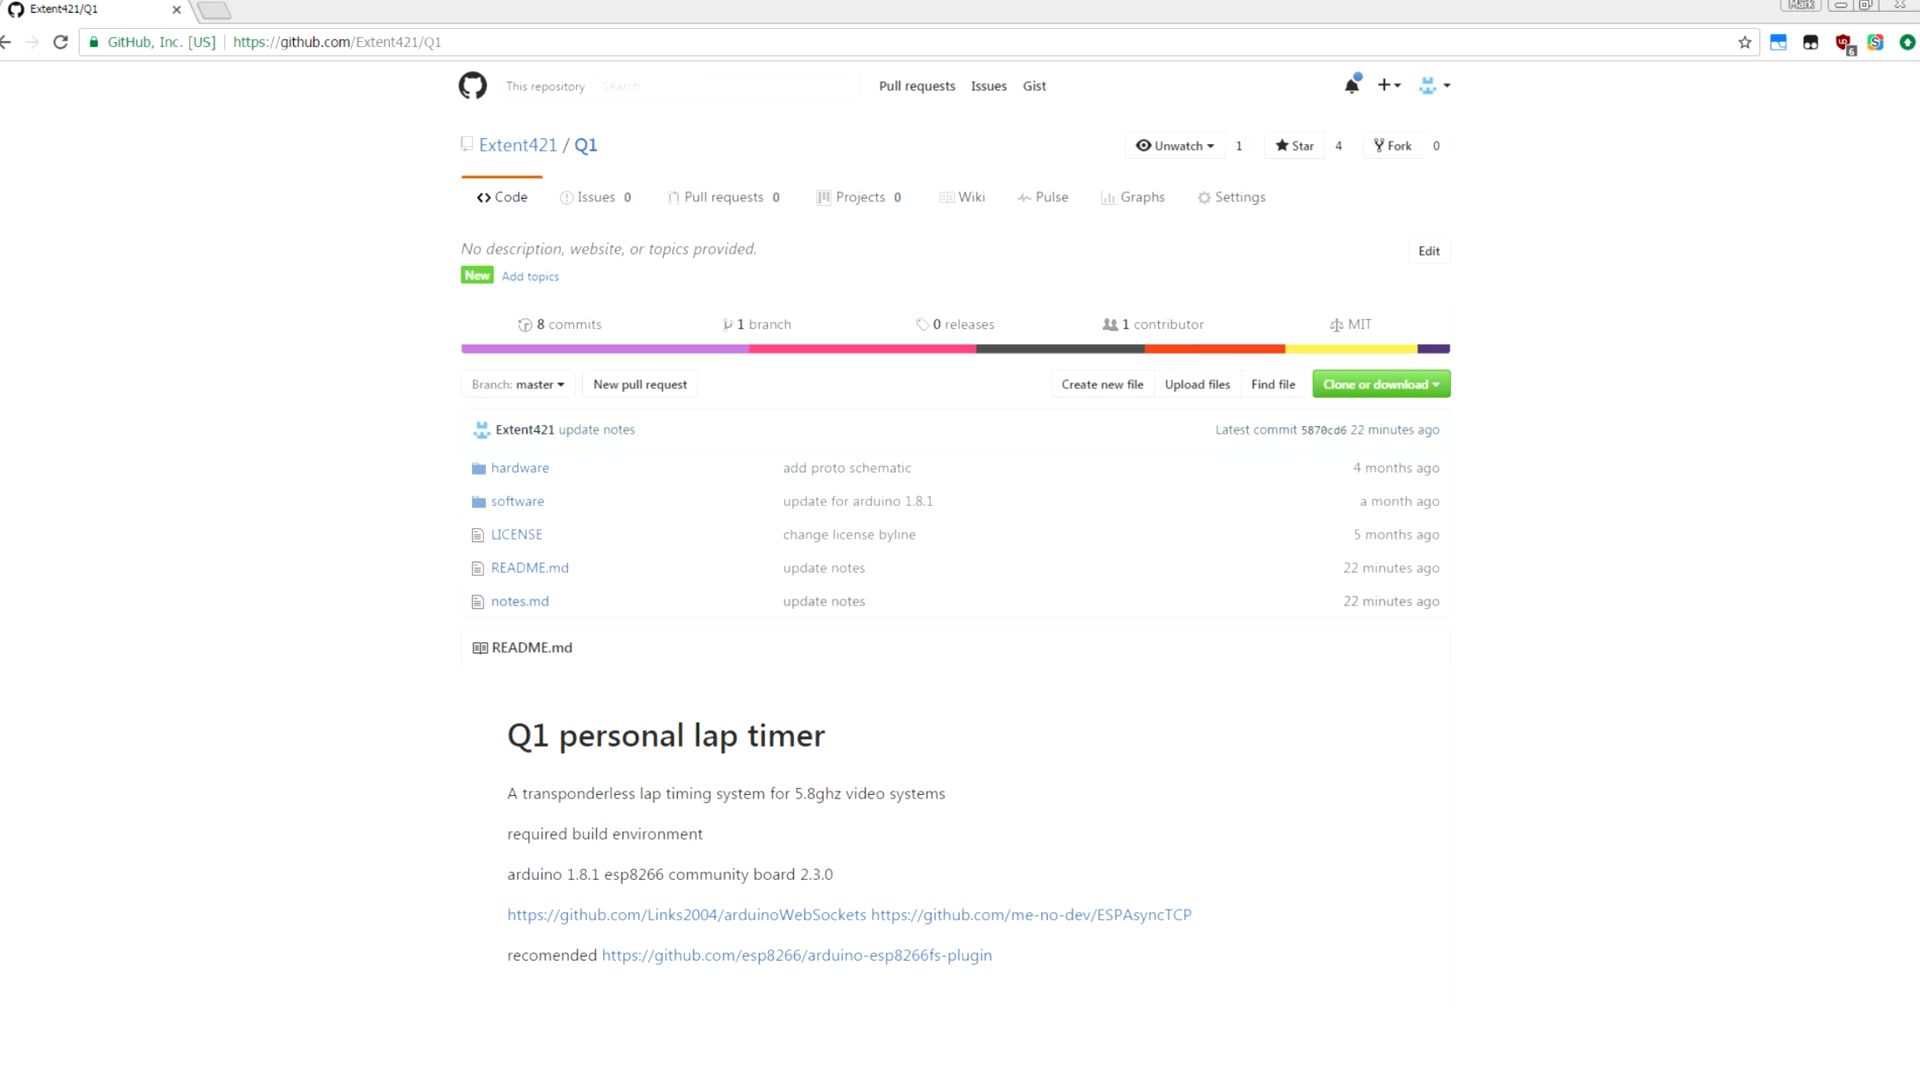 Extent421/Q1
Mark
GitHub, Inc. [US] https://github.com/Extent421/Q1
6
This repository Search Pull requests Issues Gist
Extent421 / Q1 Unwatch 1 Star 4 Fork 0
Code Issues 0 Pull requests 0 Projects 0 Wiki Pulse Graphs Settings
No description, website, or topics provided. Edit
New Add topics
8 commits 1 branch 0 releases 1 contributor MIT
Branch: master New pull request Create new file Upload files Find file Clone or download
Extent421 update notes Latest commit 5870cd6 22 minutes ago
hardware add proto schematic 4 months ago
software update for arduino 1.8.1 a month ago
LICENSE change license byline 5 months ago
README.md update notes 22 minutes ago
notes.md update notes 22 minutes ago
README.md
Q1 personal lap timer
A transponderless lap timing system for 5.8ghz video systems
required build environment
arduino 1.8.1 esp8266 community board 2.3.0
https://github.com/Links2004/arduinoWebSockets https://github.com/me-no-dev/ESPAsyncTCP
recomended https://github.com/esp8266/arduino-esp8266fs-plugin